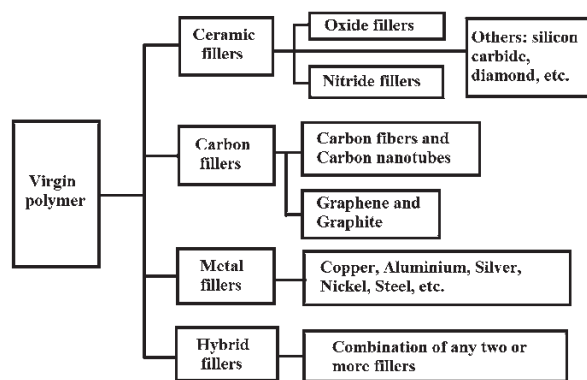 Virgin
polymer
Ceramic
fillers
Oxide fillers
Nitride fillers
Others: silicon
carbide,
diamond, etc.
Carbon
fillers
Carbon fibers and
Carbon nanotubes
Graphene and
Graphite
Metal
fillers
Copper, Aluminium, Silver,
Nickel, Steel, etc.
Hybrid
fillers
Combination of any two or
more fillers